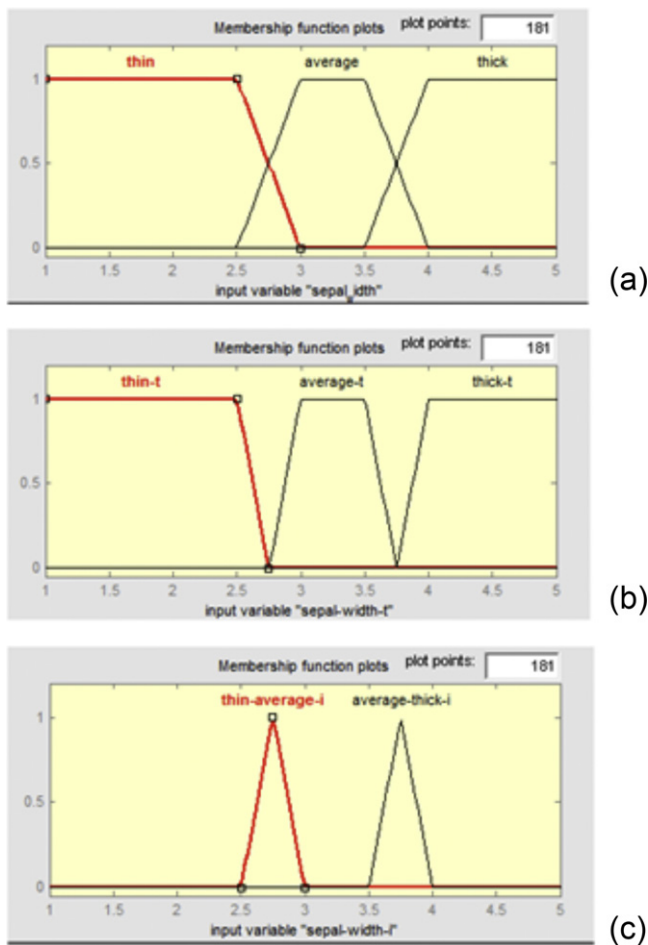 Membership function plots plot points: 181
thin average thick
1
0.5
0
1 1.5 2 2.5 3 3.5 4 4.5 5
input variable "sepal_idth"
(a)
Membership function plots plot points: 181
thin-t average-t thick-t
1
0.5
0
1 1.5 2 2.5 3 3.5 4 4.5 5
input variable "sepal-width-t"
(b)
Membership function plots plot points: 181
thin-average-i average-thick-i
1
0.5
0
1 1.5 2 2.5 3 3.5 4 4.5 5
input variable "sepal-width-i"
(c)